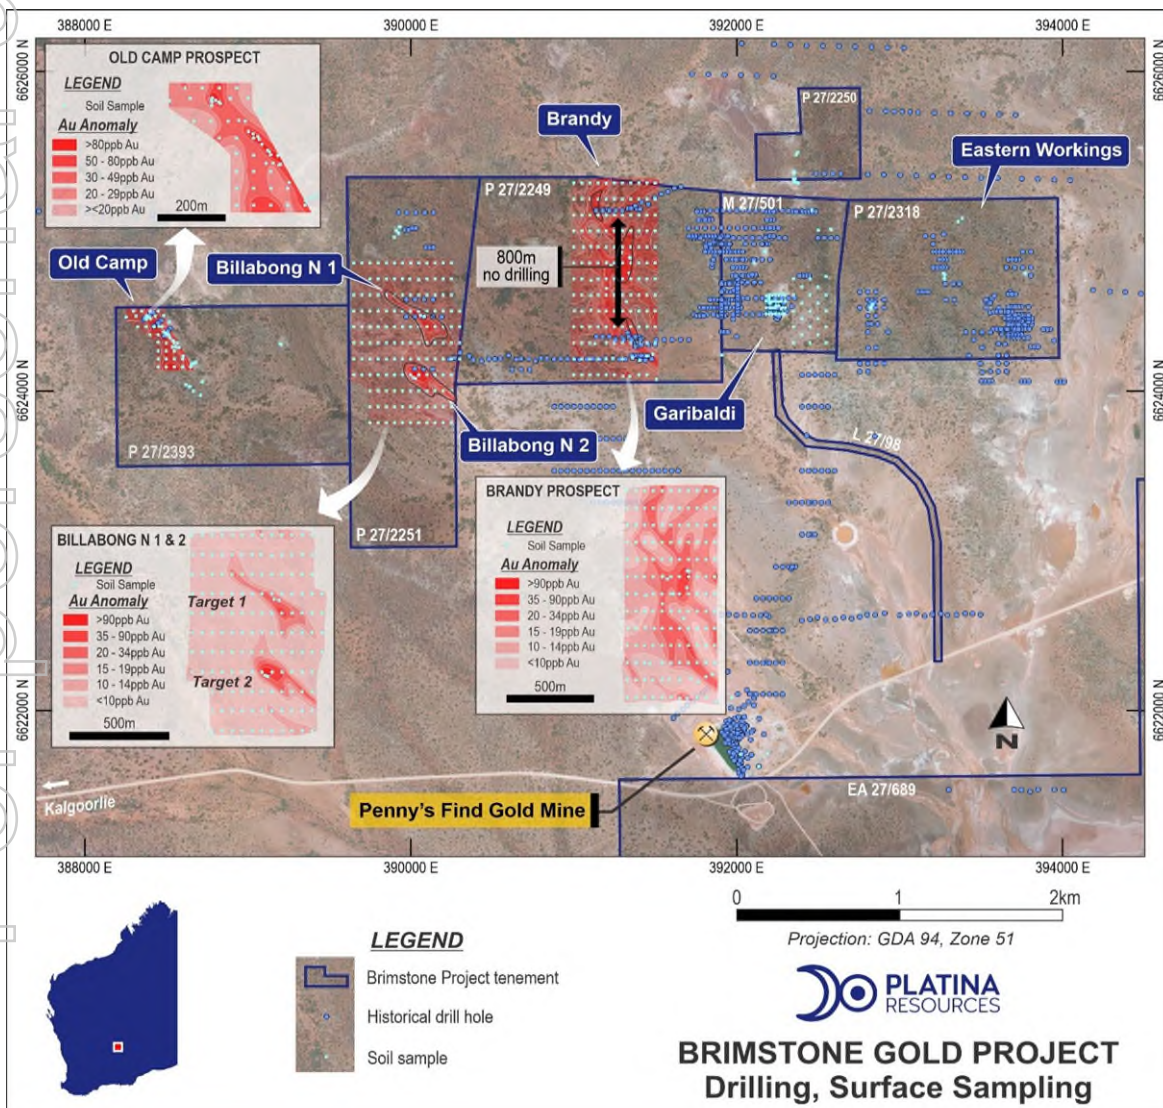 388000 E
390000 E
392000 E
394000 E
6626000 N
6626000 N
OLD CAMP PROSPECT
LEGEND
Soil Sample
Au Anomaly
>80ppb Au
50 - 80ppb Au
30 - 49ppb Au
20 - 29ppb Au
><20ppb Au
200m
Brandy
P 27/2250
Eastern Workings
P 27/2249
M 27/501
P 27/2318
Old Camp
Billabong N 1
800m
no drilling
6624000 N
6624000 N
Garibaldi
P 27/2393
Billabong N 2
L 27/98
P 27/2251
BRANDY PROSPECT
LEGEND
Soil Sample
Au Anomaly
>90ppb Au
35 - 90ppb Au
20 - 34ppb Au
15 - 19ppb Au
10 - 14ppb Au
<10ppb Au
500m
BILLABONG N 1 & 2
LEGEND
Soil Sample
Au Anomaly
>90ppb Au
35 - 90ppb Au
20 - 34ppb Au
15 - 19ppb Au
10 - 14ppb Au
<10ppb Au
500m
Target 1
Target 2
6622000 N
6622000 N
N
Kalgoorlie
Penny's Find Gold Mine
EA 27/689
388000 E
390000 E
392000 E
394000 E
0
1
2km
Projection: GDA 94, Zone 51
LEGEND
Brimstone Project tenement
Historical drill hole
Soil sample
PLATINA
RESOURCES
BRIMSTONE GOLD PROJECT
Drilling, Surface Sampling